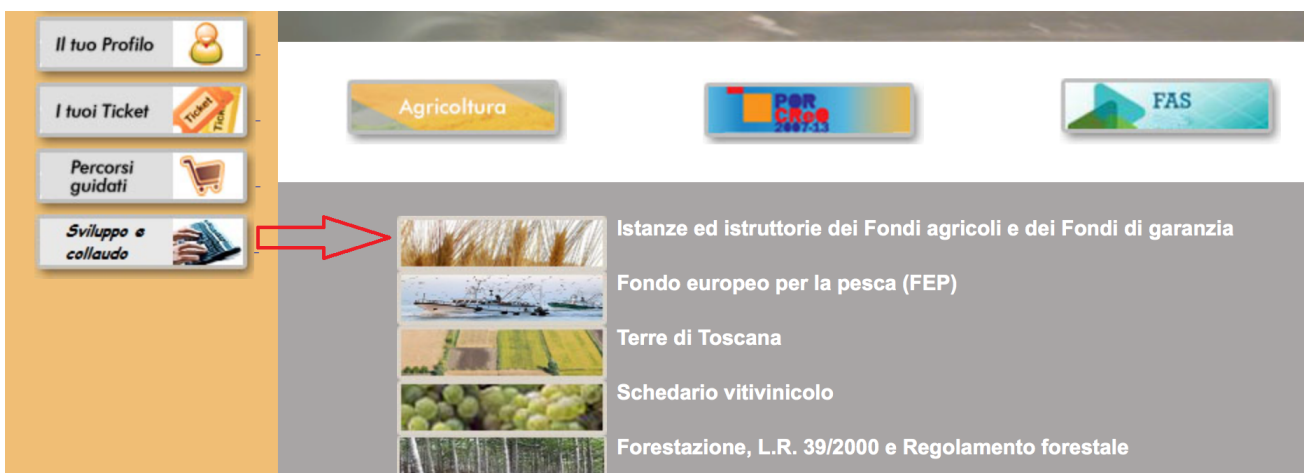 Il tuo Profilo
I tuoi Ticket
Ticket
Tick
Percorsi
guidati
Sviluppo e
collaudo
Agricoltura
POR
CReO
2007-13
FAS
Istanze ed istruttorie dei Fondi agricoli e dei Fondi di garanzia
Fondo europeo per la pesca (FEP)
Terre di Toscana
Schedario vitivinicolo
Forestazione, L.R. 39/2000 e Regolamento forestale